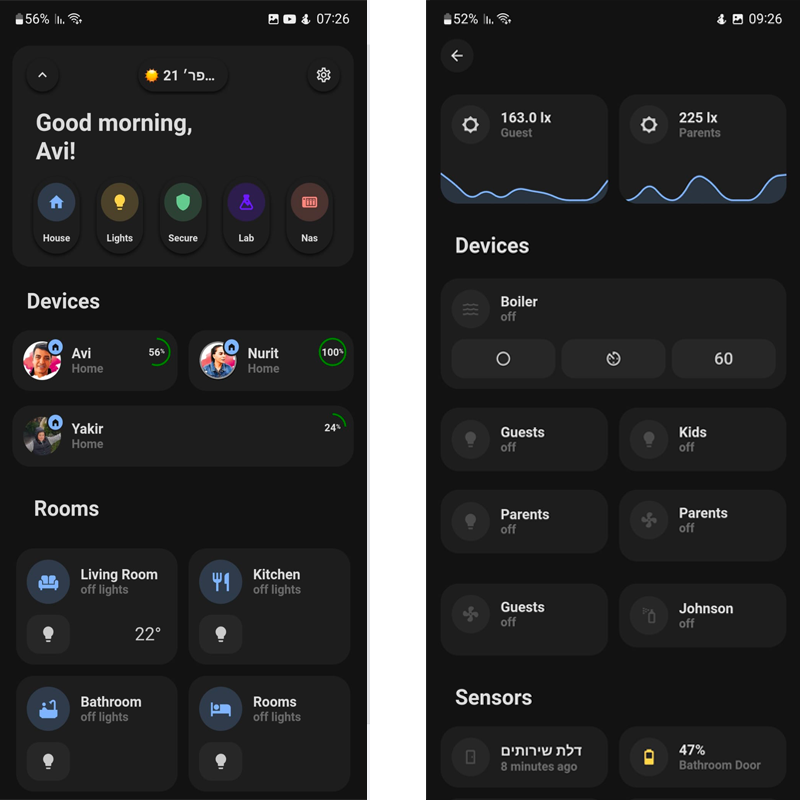 56%
07:26
21 פר׳...
Good morning,
Avi!
House
Lights
Secure
Lab
Nas
Devices
Avi
Home
56%
Nurit
Home
100%
Yakir
Home
24%
Rooms
Living Room
off lights
22°
Kitchen
off lights
Bathroom
off lights
Rooms
off lights
52%
09:26
163.0 lx
Guest
225 lx
Parents
Devices
Boiler
off
60
Guests
off
Kids
off
Parents
off
Parents
off
Guests
off
Johnson
off
Sensors
דלת שירותים
8 minutes ago
47%
Bathroom Door